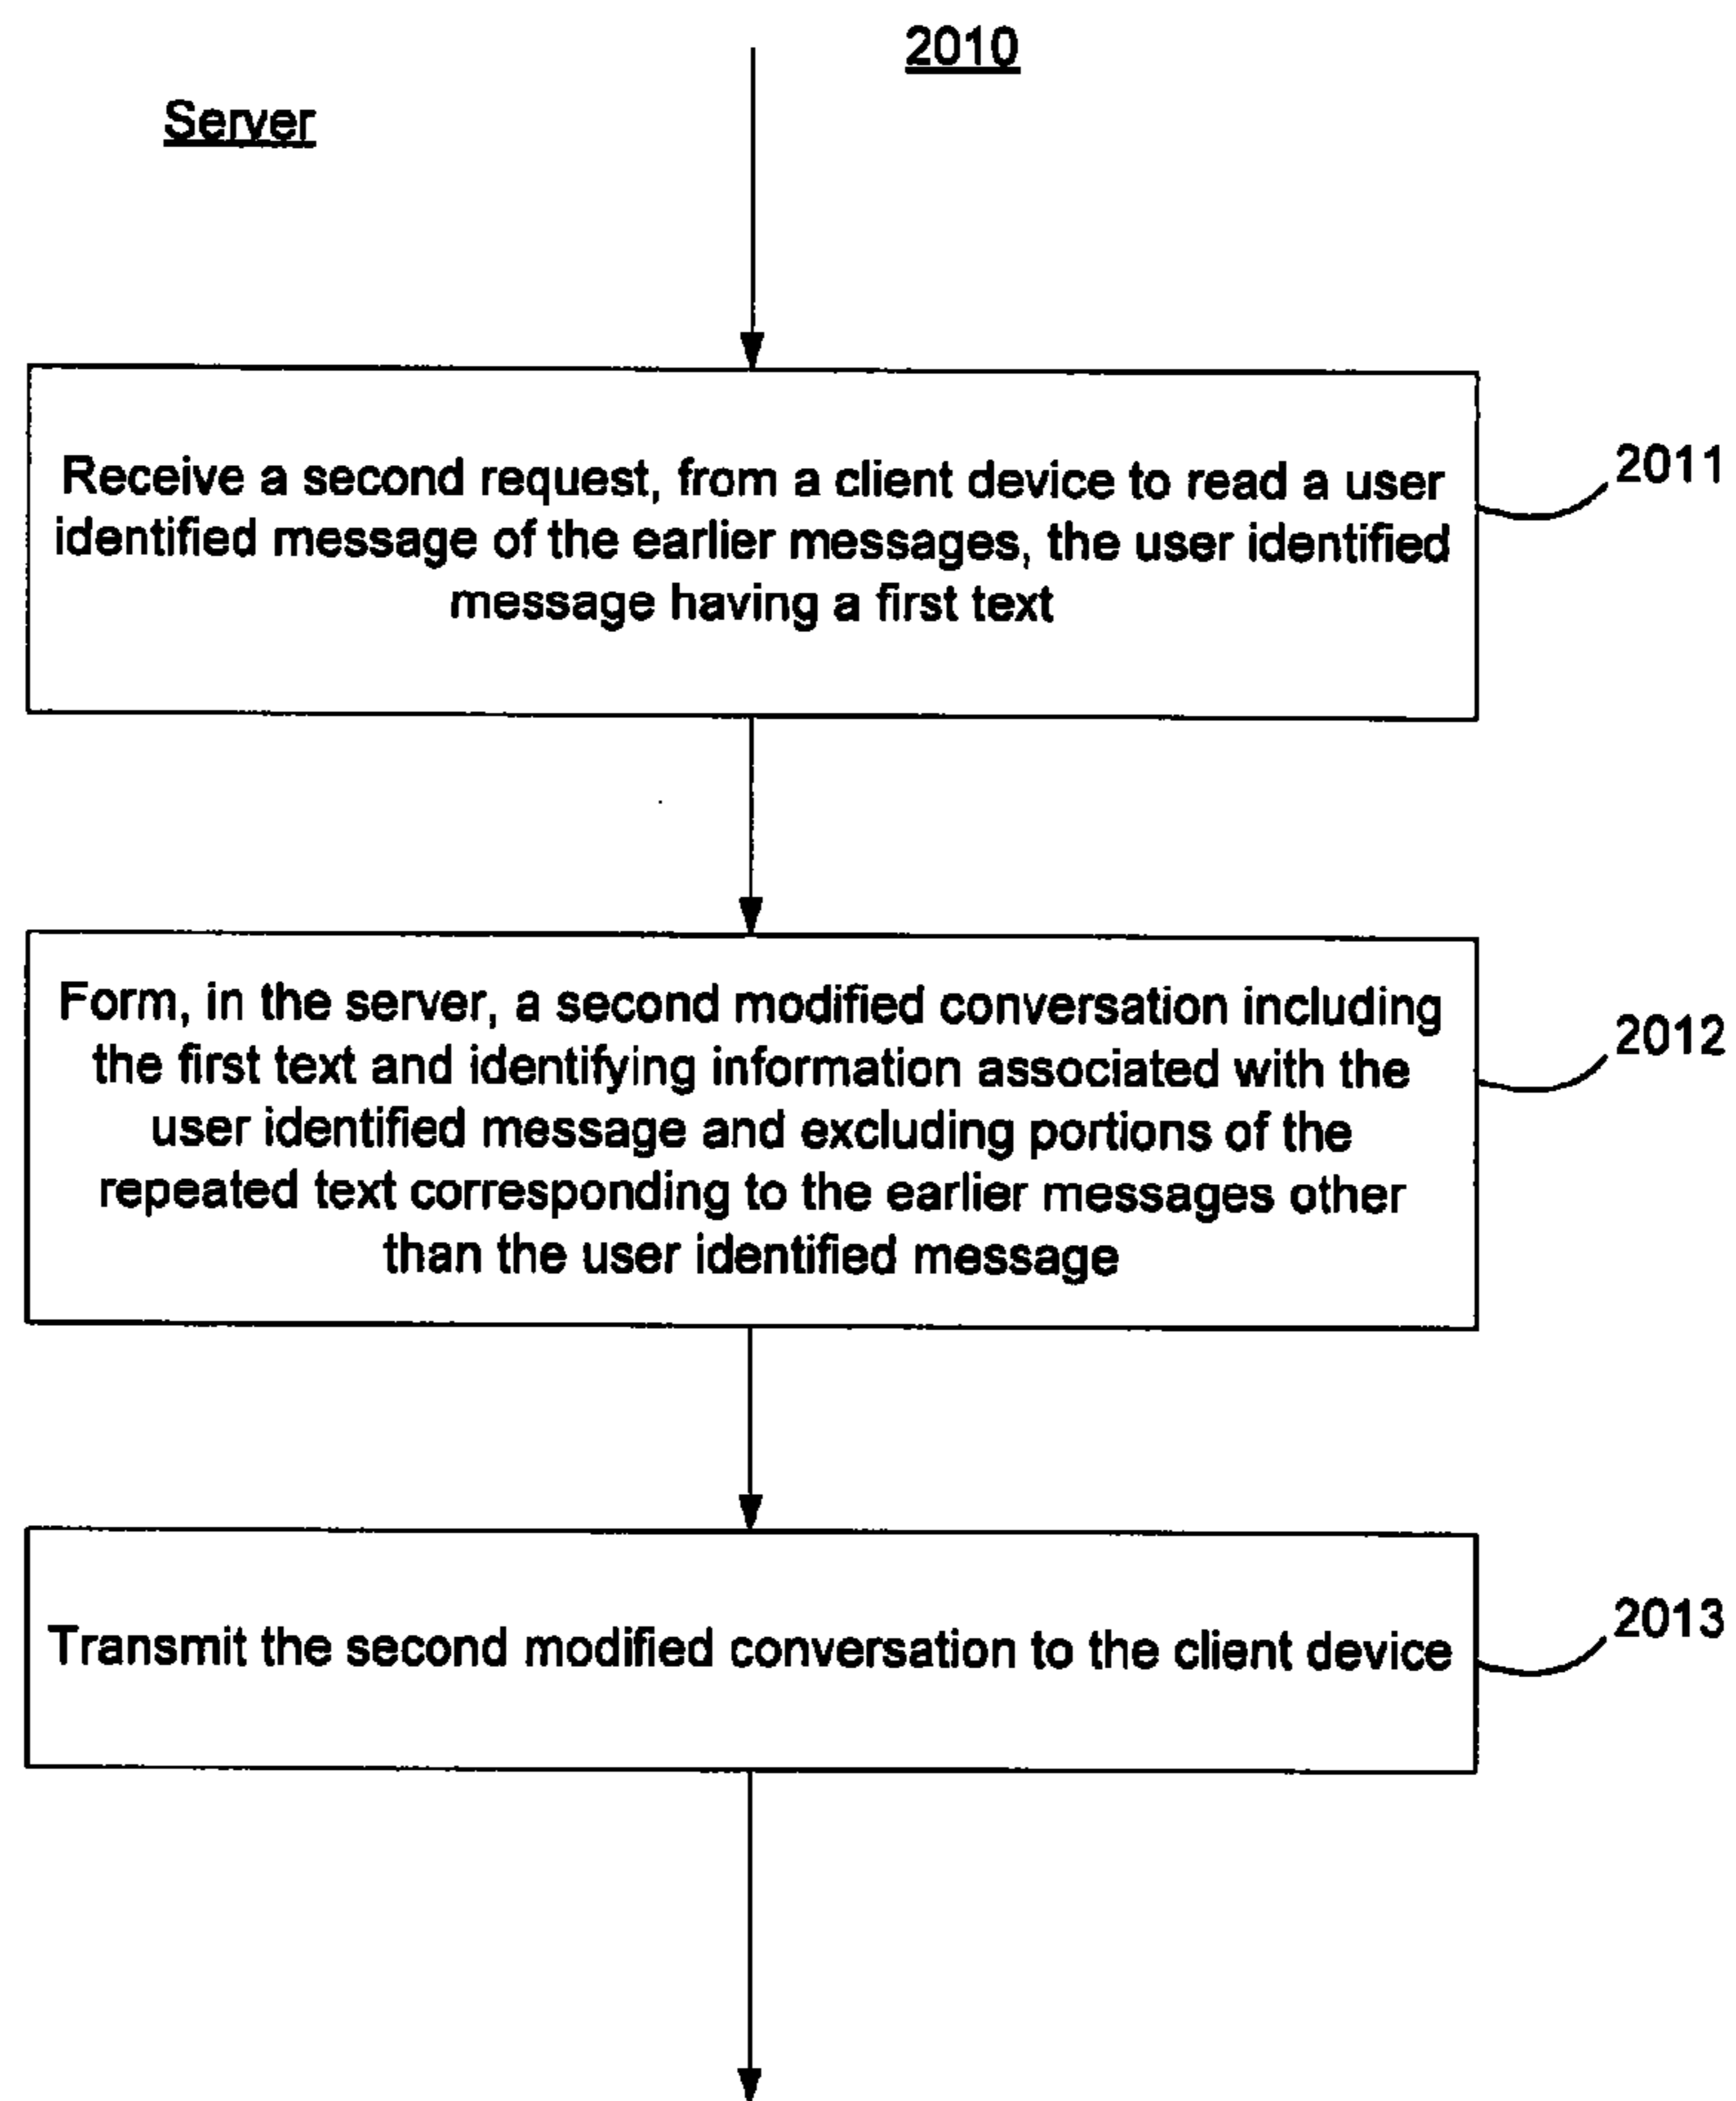 2010
Server
Receive a second request, from a client device to read a user
identified message of the earlier messages, the user identified
message having a first text
2011
Form, in the server, a second modified conversation including
the first text and identifying information associated with the
user identified message and excluding portions of the
repeated text corresponding to the earlier messages other
than the user identified message
2012
Transmit the second modified conversation to the client device
2013